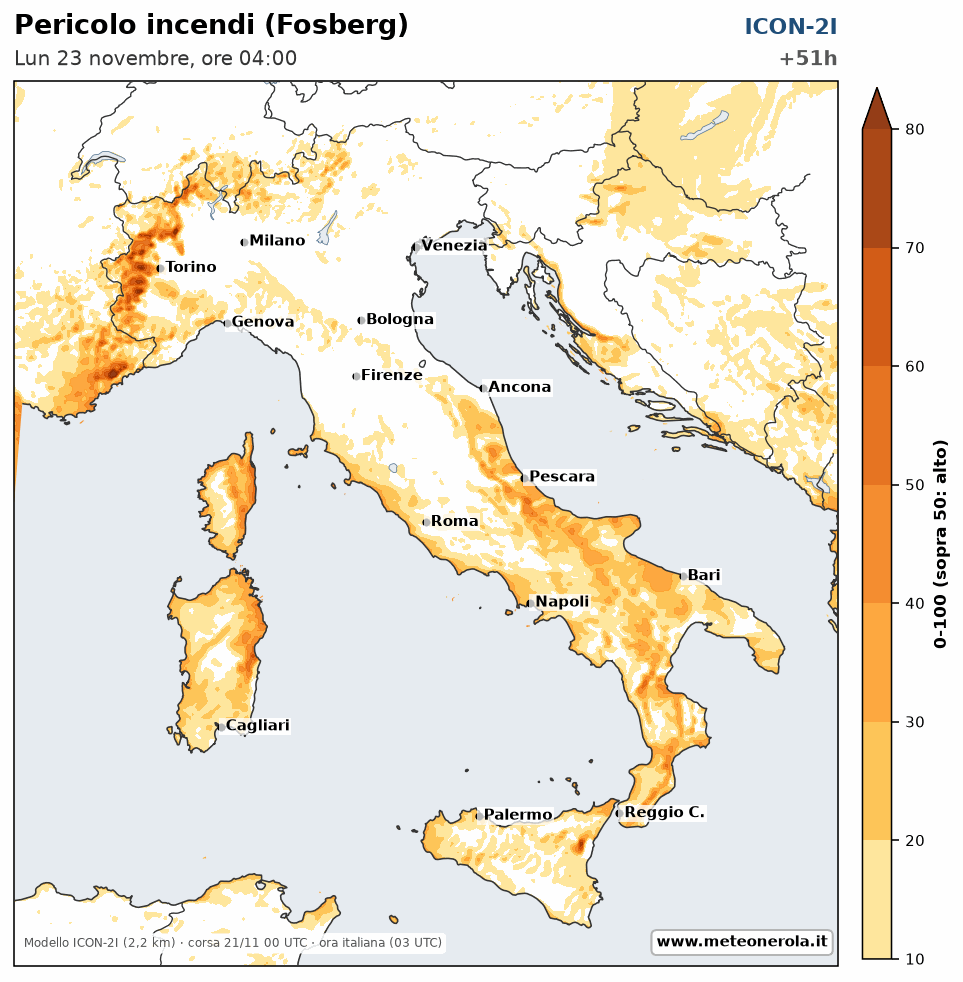 Pericolo incendi (Fosberg)
ICON-2I
Lun 23 novembre, ore 04:00
+51h
Milano
Venezia
Torino
Genova
Bologna
Firenze
Ancona
Pescara
Roma
Bari
Napoli
Cagliari
Palermo
Reggio C.
80
70
60
50
40
30
20
10
0-100 (sopra 50: alto)
Modello ICON-2I (2,2 km) · corsa 21/11 00 UTC · ora italiana (03 UTC)
www.meteonerola.it